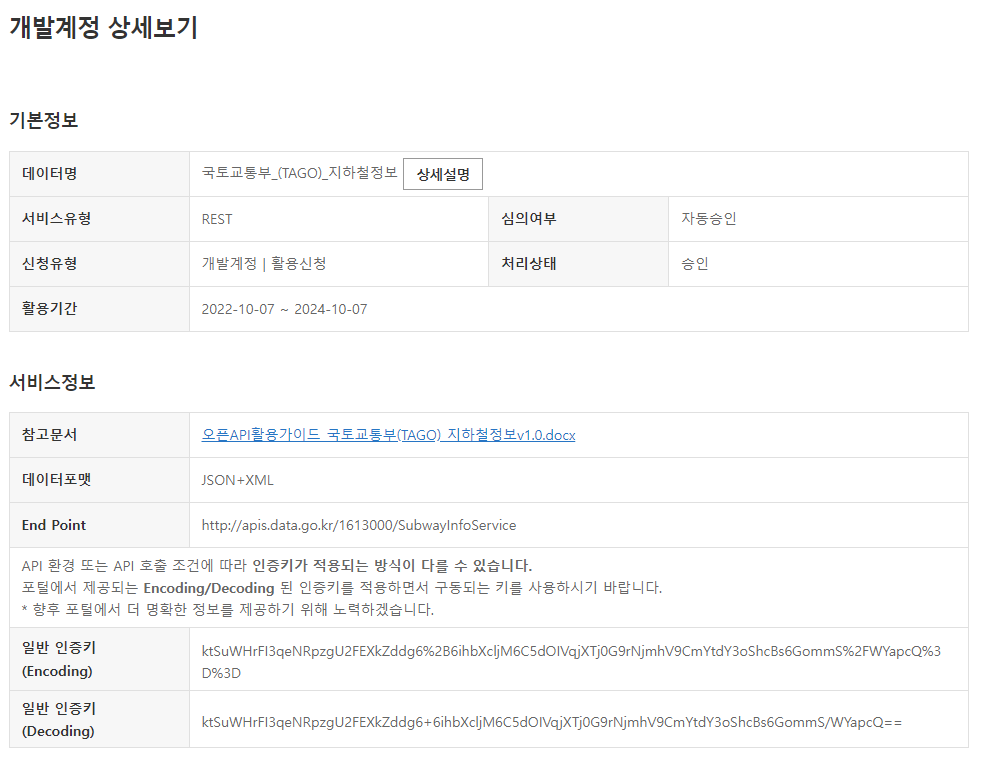 개발계정 상세보기
기본정보
데이터명 국토교통부_(TAGO)_지하철정보 상세설명
서비스유형 REST 심의여부 자동승인
신청유형 개발계정 | 활용신청 처리상태 승인
활용기간 2022-10-07 ~ 2024-10-07
서비스정보
참고문서 오픈API활용가이드_국토교통부(TAGO)_지하철정보v1.0.docx
데이터포맷 JSON+XML
End Point http://apis.data.go.kr/1613000/SubwayInfoService
API 환경 또는 API 호출 조건에 따라 인증키가 적용되는 방식이 다를 수 있습니다.
포털에서 제공되는 Encoding/Decoding 된 인증키를 적용하면서 구동되는 키를 사용하시기 바랍니다.
* 향후 포털에서 더 명확한 정보를 제공하기 위해 노력하겠습니다.
일반 인증키
(Encoding)
ktSuWHrFI3qeNRpzgU2FEXkZddg6%2B6ihbXcljM6C5dOIVqjXTj0G9rNjmhV9CmYtdY3oShcBs6GommS%2FWYapcQ%3
D%3D
일반 인증키
(Decoding)
ktSuWHrFI3qeNRpzgU2FEXkZddg6+6ihbXcljM6C5dOIVqjXTj0G9rNjmhV9CmYtdY3oShcBs6GommS/WYapcQ==